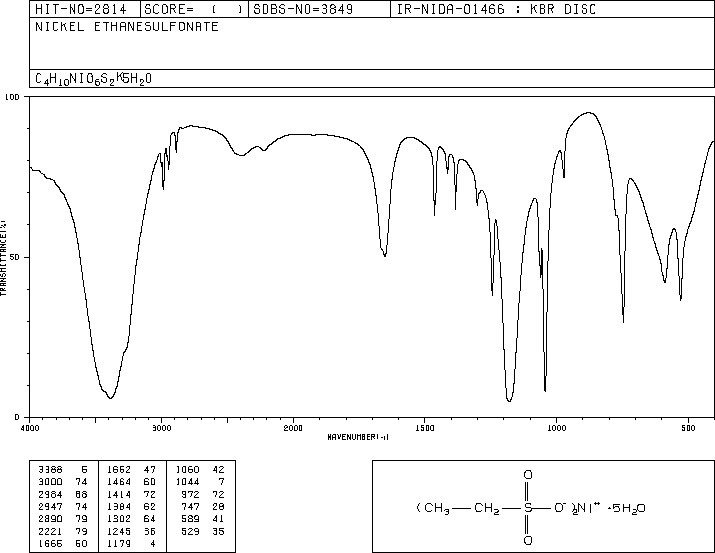 HIT-NO=2814 SCORE= ( ) SDBS-NO=3849 IR-NIDA-01466 : KBR DISC
NICKEL ETHANESULFONATE
C4H10NIO6S2K5H2O
100
50
0
TRANSMITTANCE(%)
4000 3000 2000 1500 1000 500
WAVENUMBER(-1)
3388 6 1652 47 1060 42
3000 74 1464 60 1044 7
2984 68 1414 72 972 72
2947 74 1384 62 747 28
2890 79 1302 64 589 41
2221 79 1245 36 529 35
1666 50 1179 4
O
( CH3 — CH2 — S — O- )2Ni++ ·5H2O
O